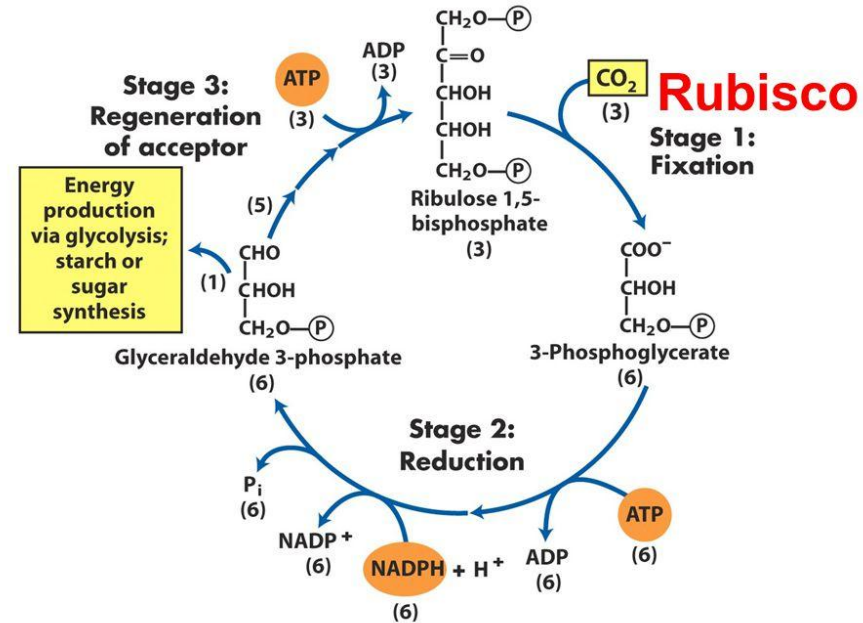 CH₂O—P
C=O
CHOH
CHOH
CH₂O—P
Ribulose 1,5-
bisphosphate
(3)
CO₂
(3)
Rubisco
Stage 1:
Fixation
COO⁻
CHOH
CH₂O—P
3-Phosphoglycerate
(6)
ATP
(6)
ADP
(6)
Stage 2:
Reduction
NADPH + H⁺
(6)
NADP⁺
(6)
Pᵢ
(6)
CHO
CHOH
CH₂O—P
Glyceraldehyde 3-phosphate
(6)
(1)
Energy
production
via glycolysis;
starch or
sugar
synthesis
(5)
Stage 3:
Regeneration
of acceptor
ATP
(3)
ADP
(3)